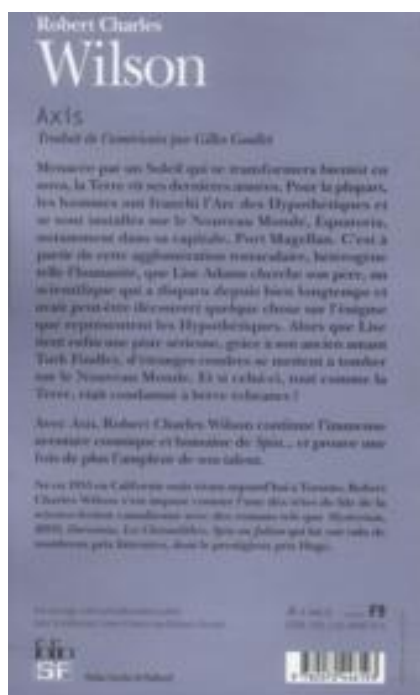 Robert Charles
Wilson
Axis
Traduit de l'américain par Gilles Goullet
Menacée par un Soleil qui se transformera bientôt en
nova, la Terre vit ses dernières années. Pour la plupart,
les hommes ont franchi l'Arc des Hypothétiques et
se sont installés sur le Nouveau Monde, Équatoria,
notamment dans sa capitale, Port Magellan. C'est à
partir de cette agglomération tentaculaire, hétérogène
telle l'humanité, que Lise Adams cherche son père, un
scientifique qui a disparu depuis bien longtemps et
avait peut-être découvert quelque chose sur l'énigme
que représentent les Hypothétiques. Alors que Lise
tient enfin une piste sérieuse, grâce à son ancien amant
Turk Findley, d'étranges cendres se mettent à tomber
sur le Nouveau Monde. Et si celui-ci, tout comme la
Terre, était condamné à brève échéance ?
Avec Axis, Robert Charles Wilson continue l'immense
aventure cosmique et humaine de Spin... et prouve une
fois de plus l'ampleur de son talent.
Né en 1953 en Californie mais vivant aujourd'hui à Toronto, Robert
Charles Wilson s'est imposé comme l'une des têtes de file de la
science-fiction canadienne avec des romans tels que Mysterium,
BIOS, Darwinia, Les Chronolithes, Spin ou Julian qui lui ont valu de
nombreux prix littéraires, dont le prestigieux prix Hugo.
F9
folio
SF